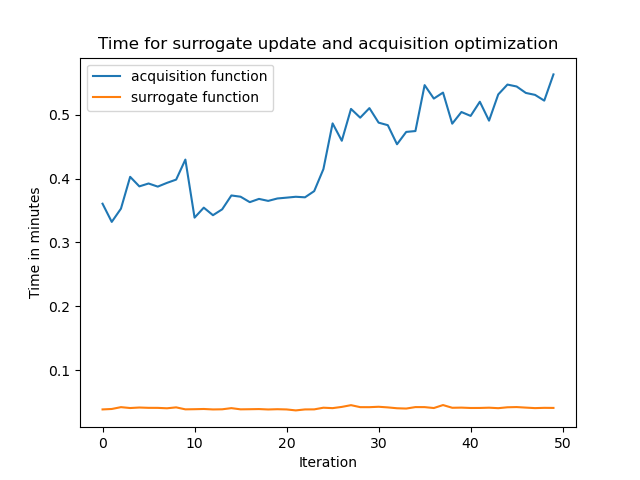 Time for surrogate update and acquisition optimization
acquisition function
surrogate function
0.5
0.4
0.3
0.2
0.1
Time in minutes
0 10 20 30 40 50
Iteration